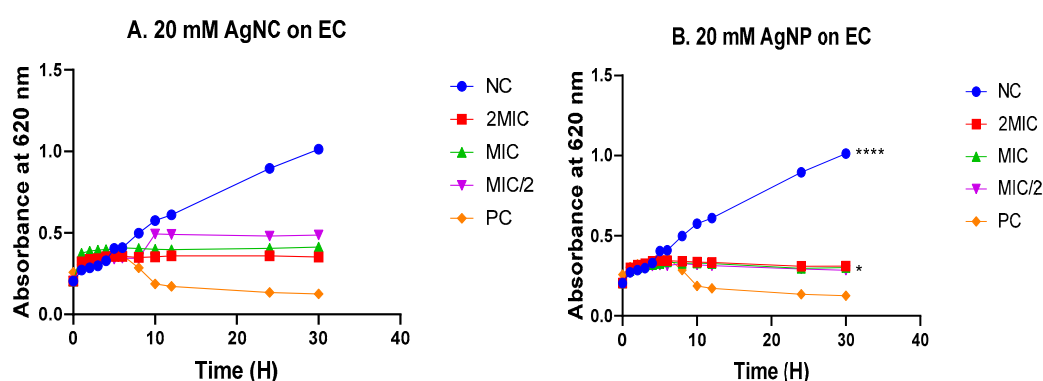 A. 20 mM AgNC on EC
Absorbance at 620 nm
1.5
1.0
0.5
0.0
0
10
20
30
40
Time (H)
NC
2MIC
MIC
MIC/2
PC
B. 20 mM AgNP on EC
Absorbance at 620 nm
1.5
1.0
0.5
0.0
0
10
20
30
40
Time (H)
****
*
NC
2MIC
MIC
MIC/2
PC